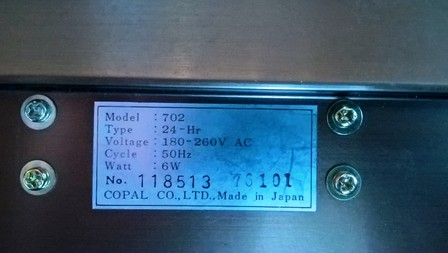 Model : 702
Type : 24-Hr
Voltage : 180-260V AC
Cycle : 50Hz
Watt : 6W
No. 118513 76101
COPAL CO.,LTD., Made in Japan